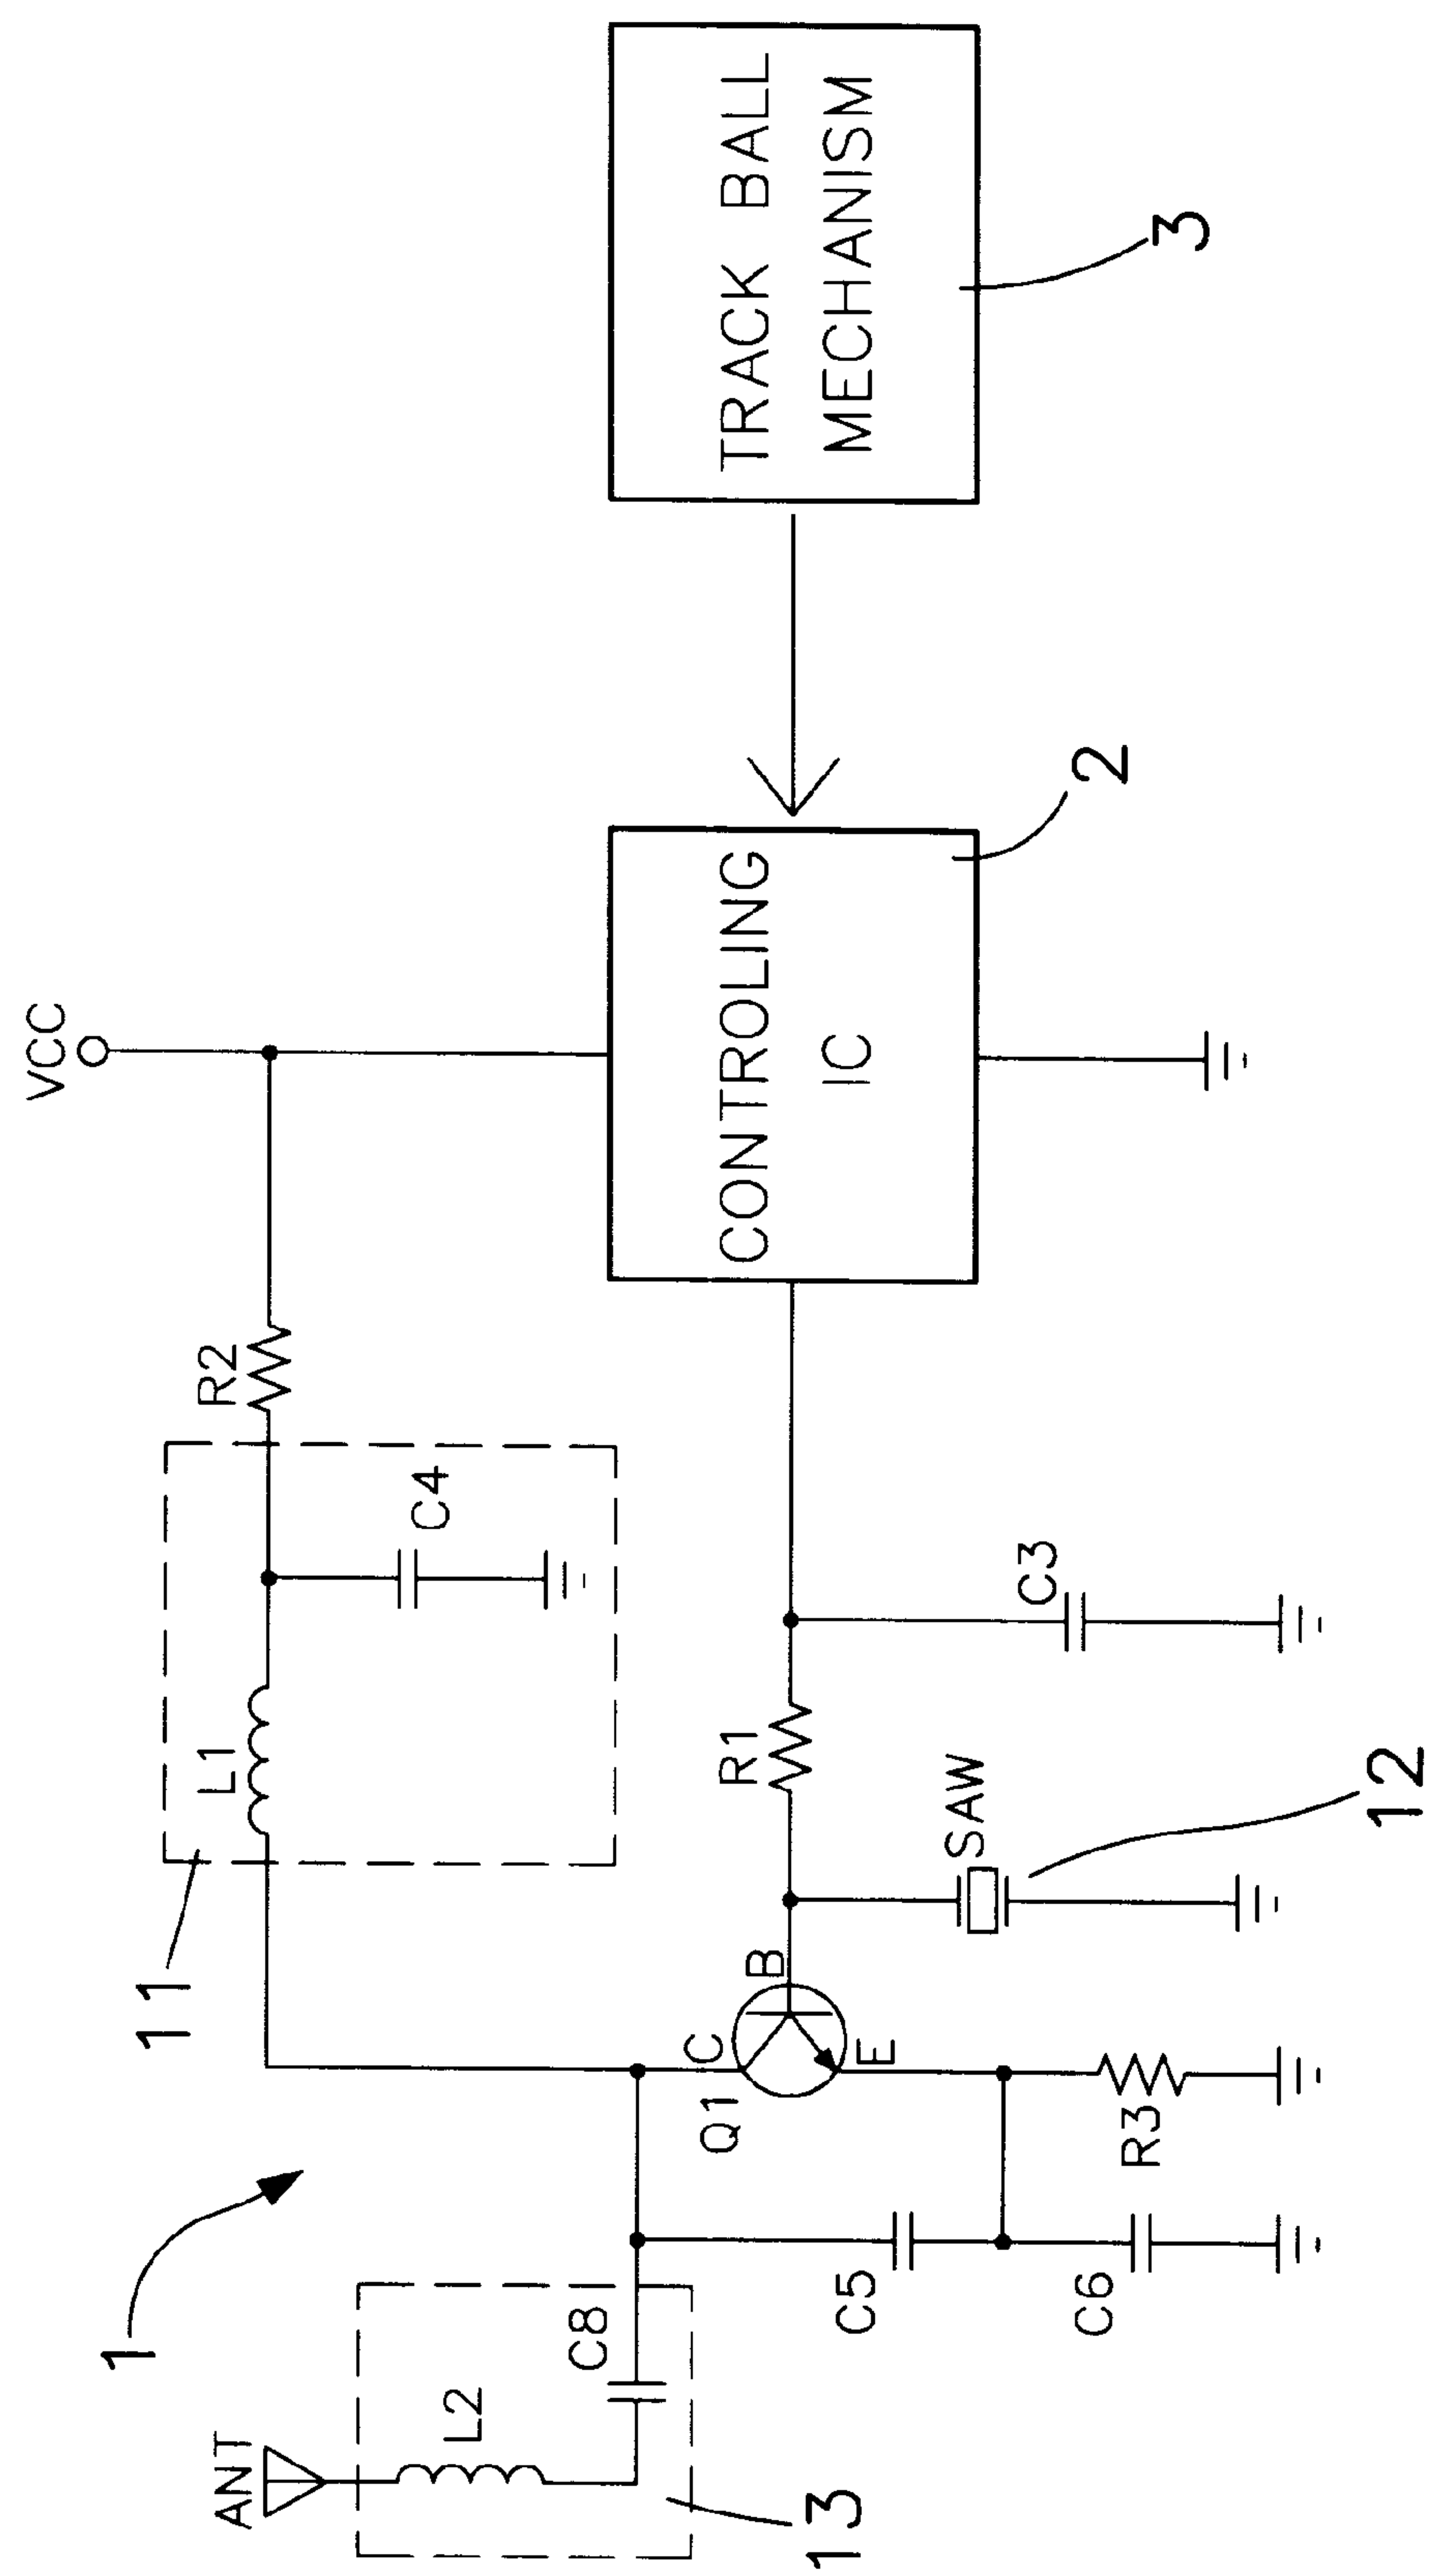 VCC
ANT
1
11
L1
R2
C4
L2
C8
13
Q1
C
B
E
R1
C5
C6
R3
SAW
12
C3
CONTROLING
IC
2
TRACK BALL
MECHANISM
3